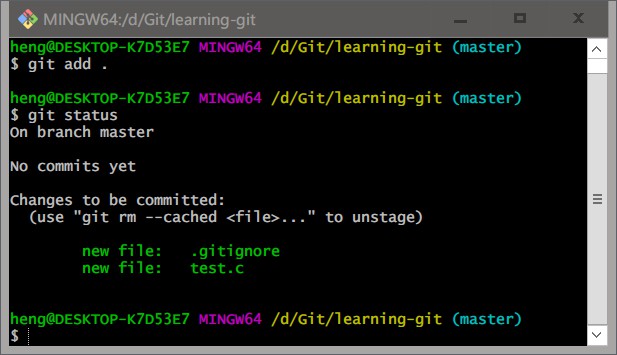 MINGW64:/d/Git/learning-git
heng@DESKTOP-K7D53E7 MINGW64 /d/Git/learning-git (master)
$ git add .
heng@DESKTOP-K7D53E7 MINGW64 /d/Git/learning-git (master)
$ git status
On branch master
No commits yet
Changes to be committed:
  (use "git rm --cached <file>..." to unstage)
        new file:   .gitignore
        new file:   test.c
heng@DESKTOP-K7D53E7 MINGW64 /d/Git/learning-git (master)
$